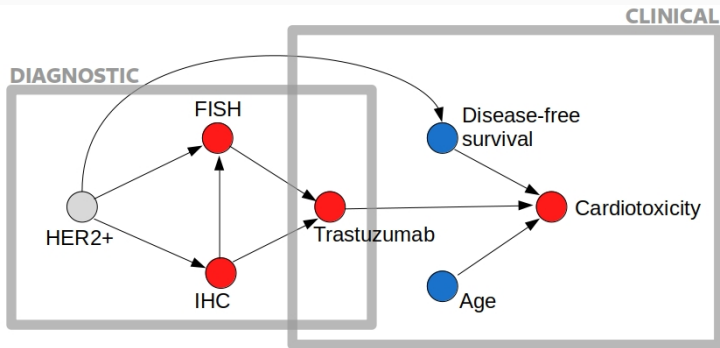 CLINICAL
DIAGNOSTIC
FISH
Disease-free
survival
HER2+
Trastuzumab
Cardiotoxicity
IHC
Age